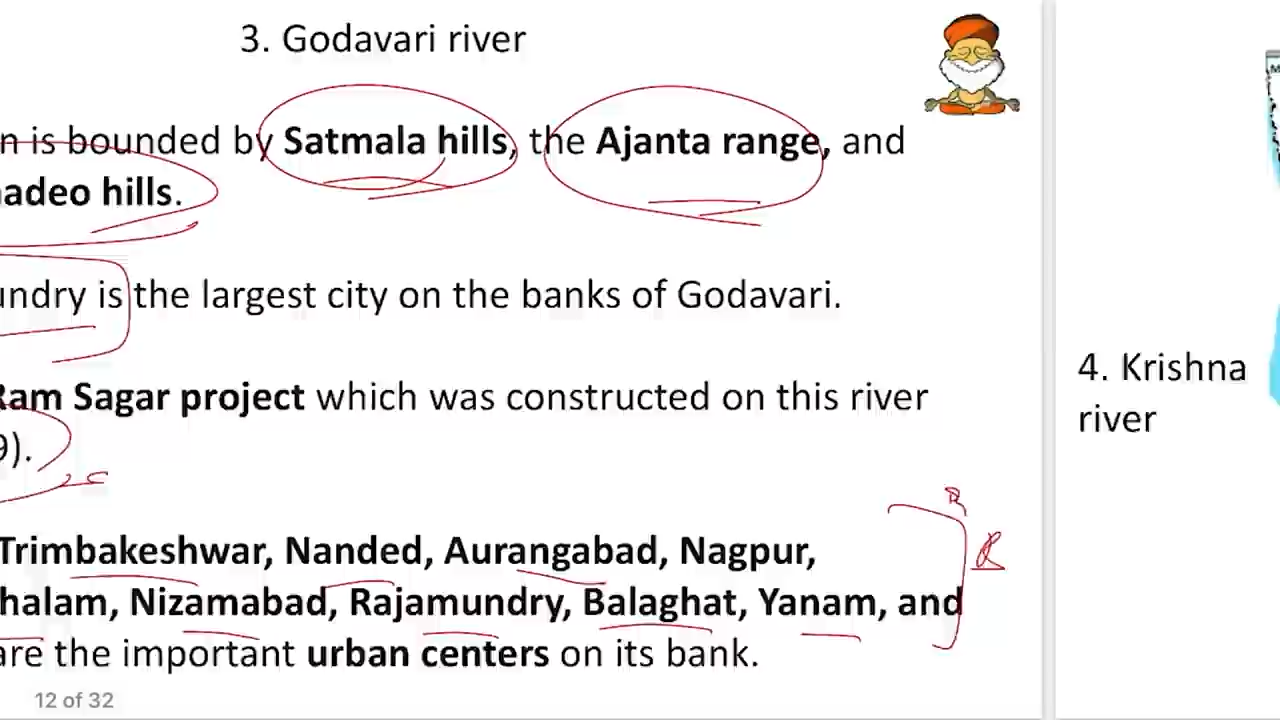 3. Godavari river
n is bounded by Satmala hills, the Ajanta range, and
adeo hills.
undry is the largest city on the banks of Godavari.
Ram Sagar project which was constructed on this river
9).
Trimbakeshwar, Nanded, Aurangabad, Nagpur,
halam, Nizamabad, Rajamundry, Balaghat, Yanam, and
are the important urban centers on its bank.
12 of 32
4. Krishna
river